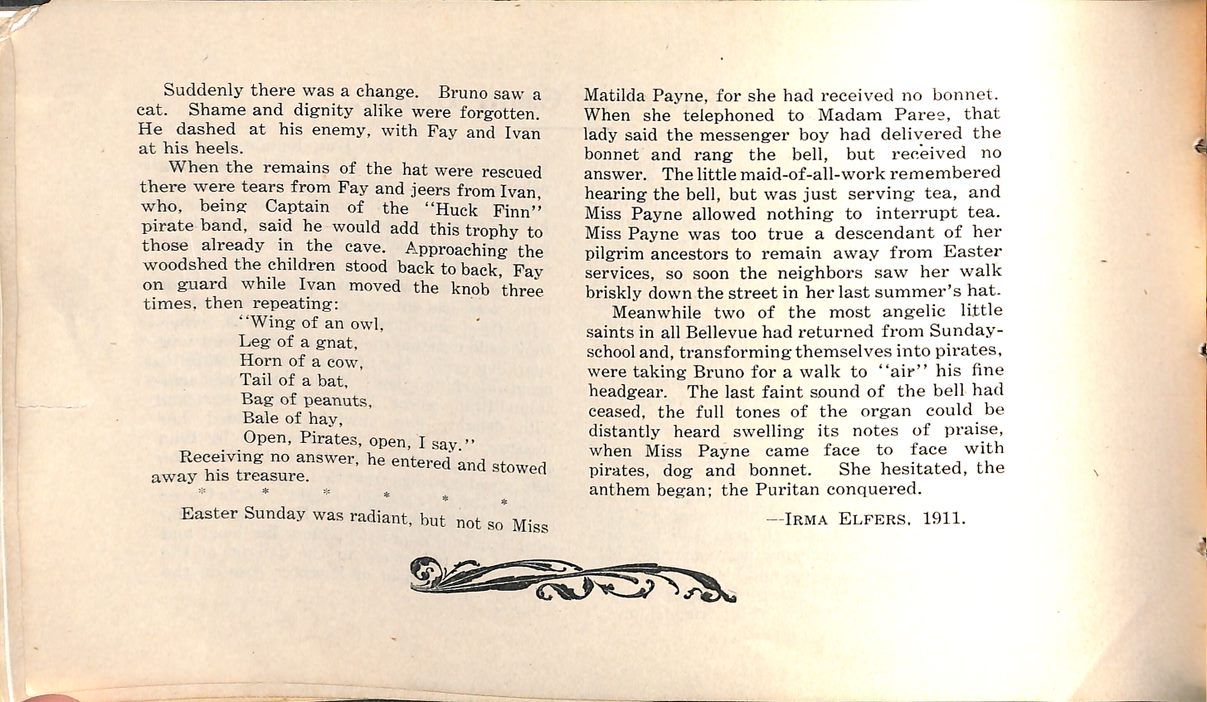 Suddenly there was a change. Bruno saw a
cat. Shame and dignity alike were forgotten.
He dashed at his enemy, with Fay and Ivan
at his heels.
When the remains of the hat were rescued
there were tears from Fay and jeers from Ivan,
who, being Captain of the "Huck Finn"
pirate band, said he would add this trophy to
those already in the cave. Approaching the
woodshed the children stood back to back, Fay
on guard while Ivan moved the knob three
times, then repeating:
"Wing of an owl,
Leg of a gnat,
Horn of a cow,
Tail of a bat,
Bag of peanuts,
Bale of hay,
Open, Pirates, open, I say."
Receiving no answer, he entered and stowed
away his treasure.
* * * * * *
Easter Sunday was radiant, but not so Miss
Matilda Payne, for she had received no bonnet.
When she telephoned to Madam Paree, that
lady said the messenger boy had delivered the
bonnet and rang the bell, but received no
answer. The little maid-of-all-work remembered
hearing the bell, but was just serving tea, and
Miss Payne allowed nothing to interrupt tea.
Miss Payne was too true a descendant of her
pilgrim ancestors to remain away from Easter
services, so soon the neighbors saw her walk
briskly down the street in her last summer's hat.
Meanwhile two of the most angelic little
saints in all Bellevue had returned from Sunday-
school and, transforming themselves into pirates,
were taking Bruno for a walk to "air" his fine
headgear. The last faint sound of the bell had
ceased, the full tones of the organ could be
distantly heard swelling its notes of praise,
when Miss Payne came face to face with
pirates, dog and bonnet. She hesitated, the
anthem began; the Puritan conquered.
—IRMA ELFERS, 1911.